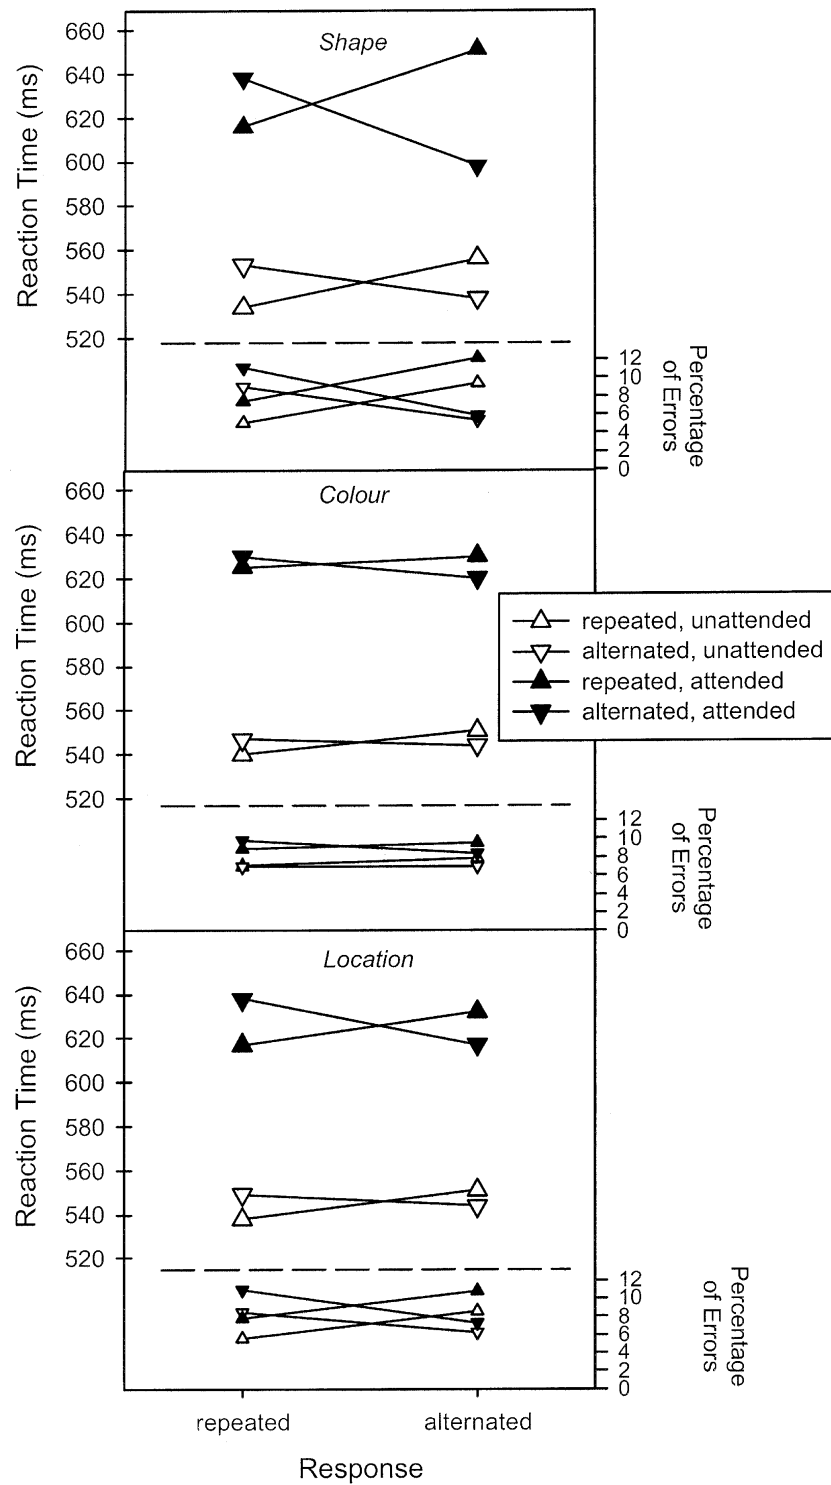 Shape
Reaction Time (ms)
660
640
620
600
580
560
540
520
12
10
8
6
4
2
0
Percentage
of Errors
Colour
Reaction Time (ms)
660
640
620
600
580
560
540
520
repeated, unattended
alternated, unattended
repeated, attended
alternated, attended
12
10
8
6
4
2
0
Percentage
of Errors
Location
Reaction Time (ms)
660
640
620
600
580
560
540
520
12
10
8
6
4
2
0
Percentage
of Errors
repeated
alternated
Response